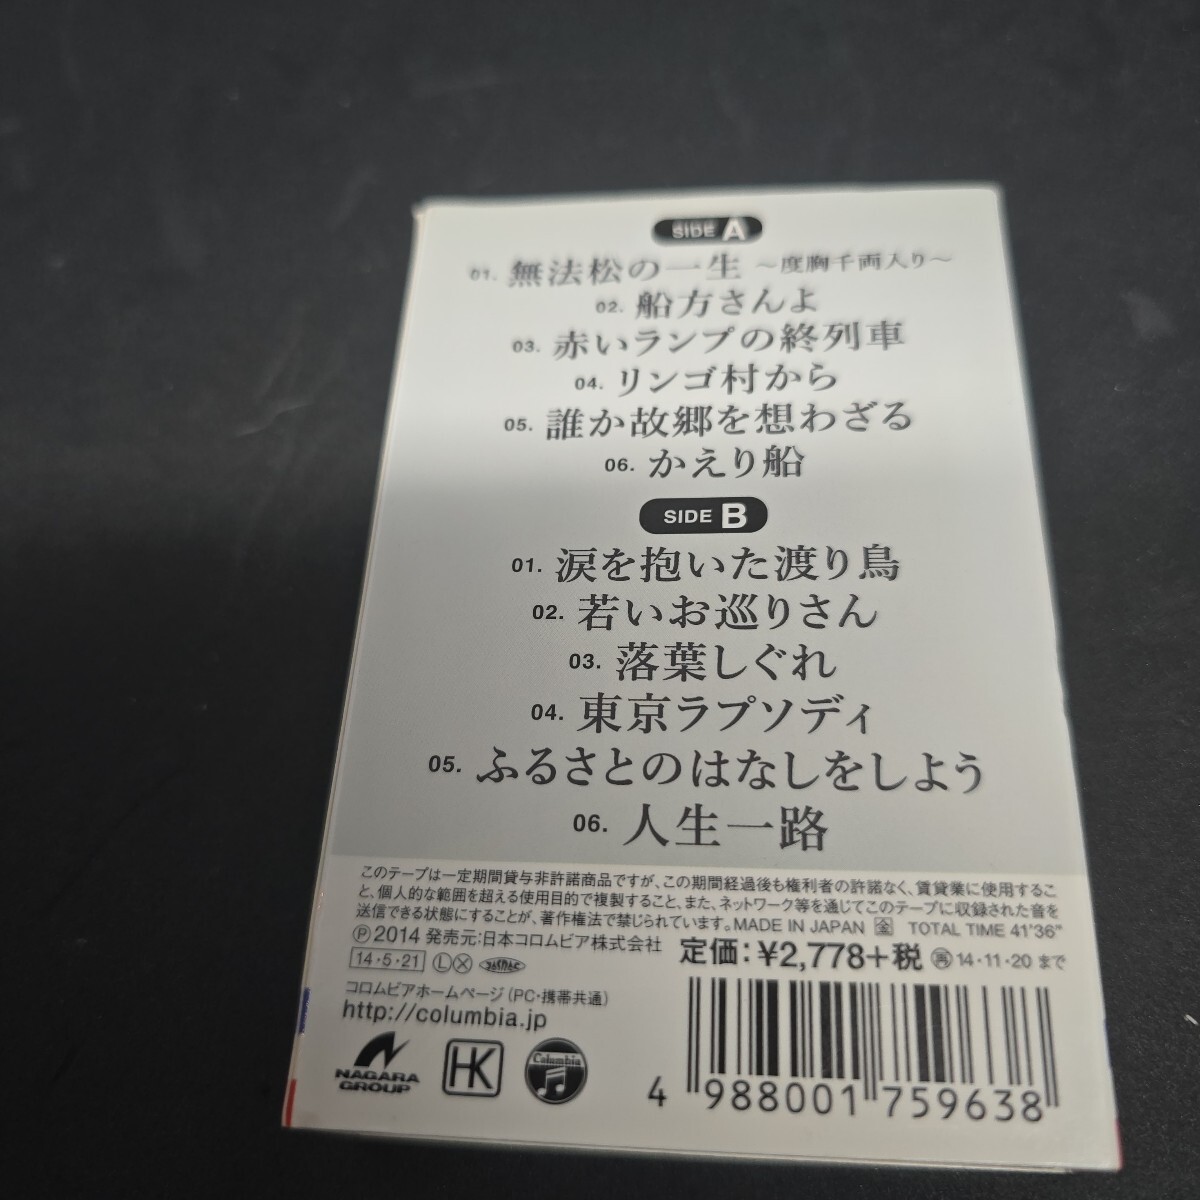 SIDE A
01. 無法松の一生 ～度胸千両入り～
02. 船方さんよ
03. 赤いランプの終列車
04. リンゴ村から
05. 誰か故郷を想わざる
06. かえり船
SIDE B
01. 涙を抱いた渡り鳥
02. 若いお巡りさん
03. 落葉しぐれ
04. 東京ラプソディ
05. ふるさとのはなしをしよう
06. 人生一路
このテープは一定期間貸与非許諾商品ですが、この期間経過後も権利者の許諾なく、賃貸業に使用するこ
と、個人的な範囲を超える使用目的で複製すること、また、ネットワーク等を通じてこのテープに収録された音を
送信できる状態にすることが、著作権法で禁じられています。MADE IN JAPAN 金 TOTAL TIME 41'36"
Ⓟ2014 発売元:日本コロムビア株式会社 定価:¥2,778+税 再14・11・20 まで
14・5・21 Ⓛ Ⓧ
コロムビアホームページ(PC・携帯共通)
http://columbia.jp
NAGARA GROUP
HK
Columbia
4 988001 759638